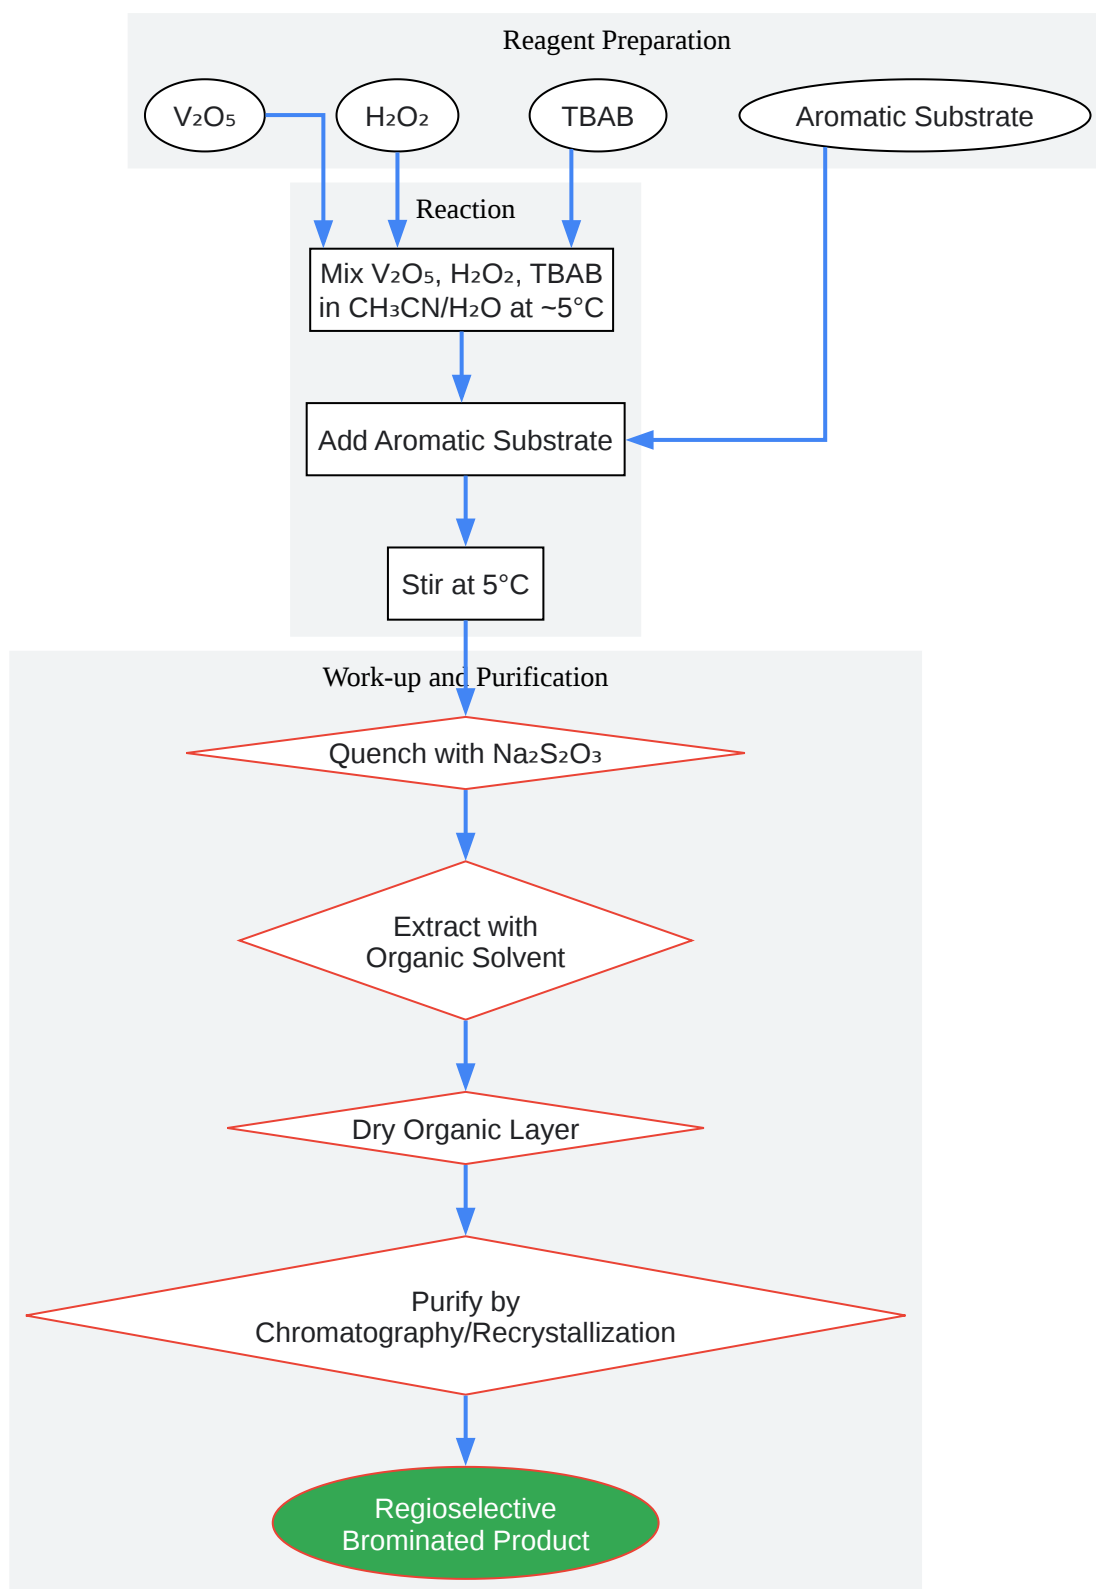 Reagent Preparation
V₂O₅
H₂O₂
TBAB
Aromatic Substrate
Reaction
Mix V₂O₅, H₂O₂, TBAB
in CH₃CN/H₂O at ~5°C
Add Aromatic Substrate
Stir at 5°C
Work-up and Purification
Quench with Na₂S₂O₃
Extract with
Organic Solvent
Dry Organic Layer
Purify by
Chromatography/Recrystallization
Regioselective
Brominated Product